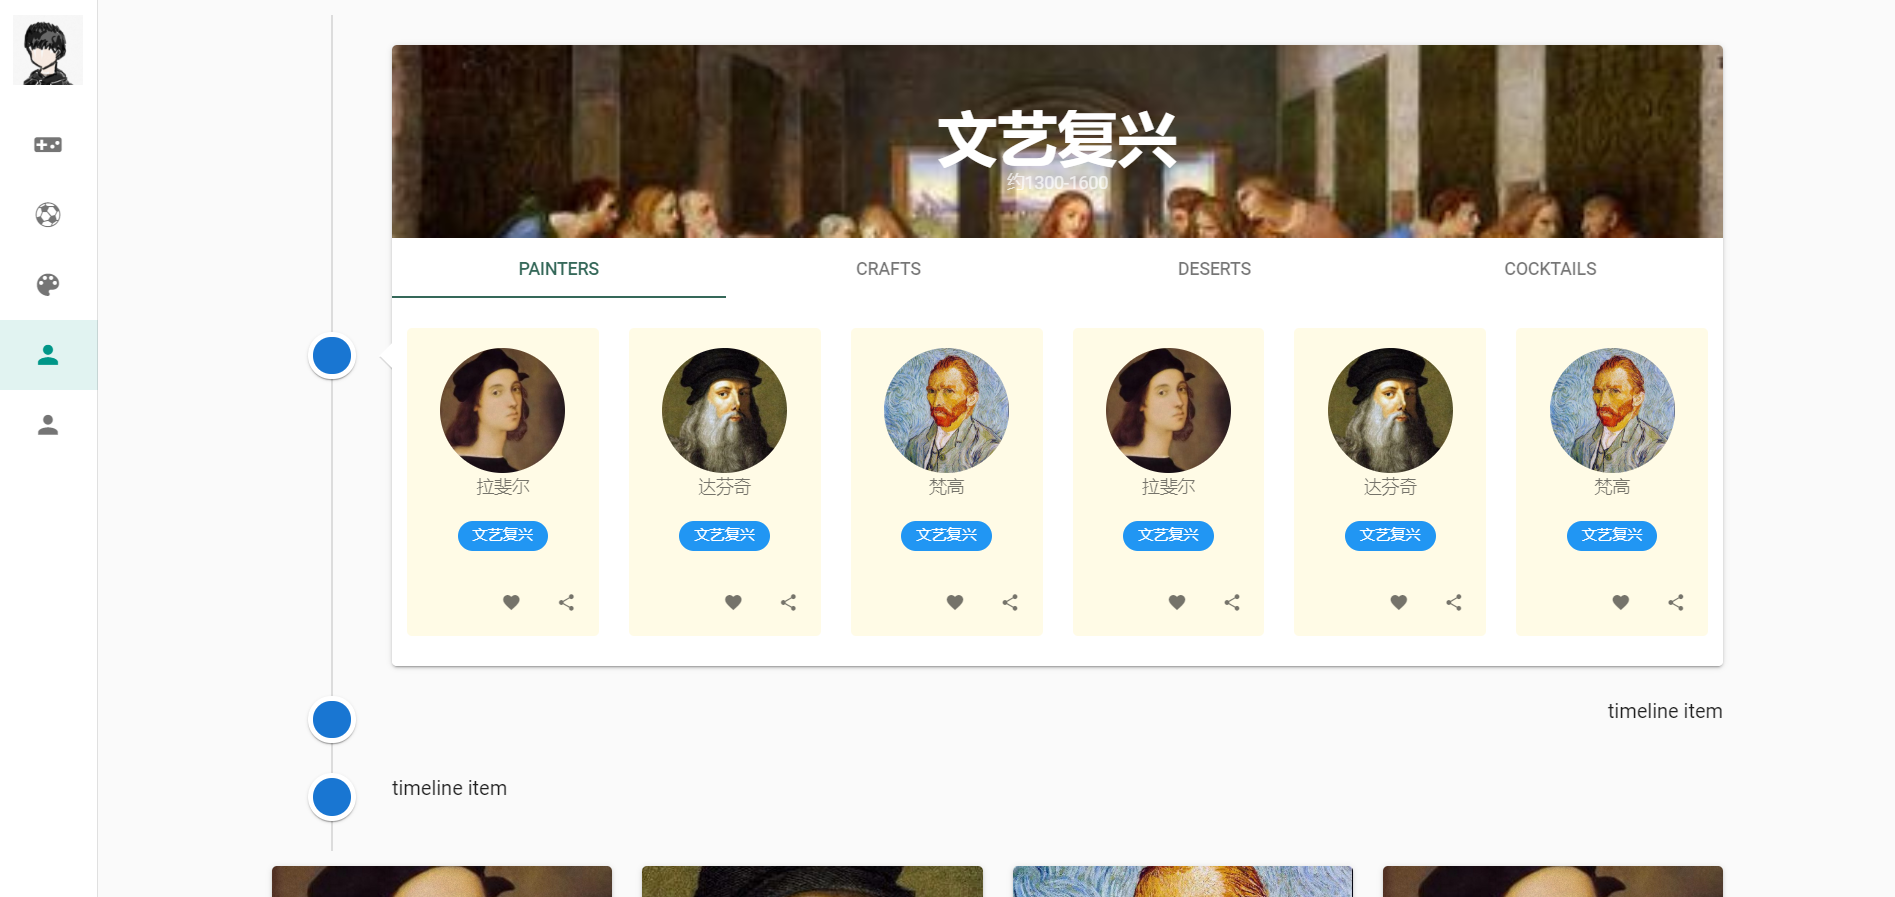 文艺复兴
约1300-1600
PAINTERS
CRAFTS
DESERTS
COCKTAILS
拉斐尔
达芬奇
梵高
拉斐尔
达芬奇
梵高
文艺复兴
文艺复兴
文艺复兴
文艺复兴
文艺复兴
文艺复兴
timeline item
timeline item